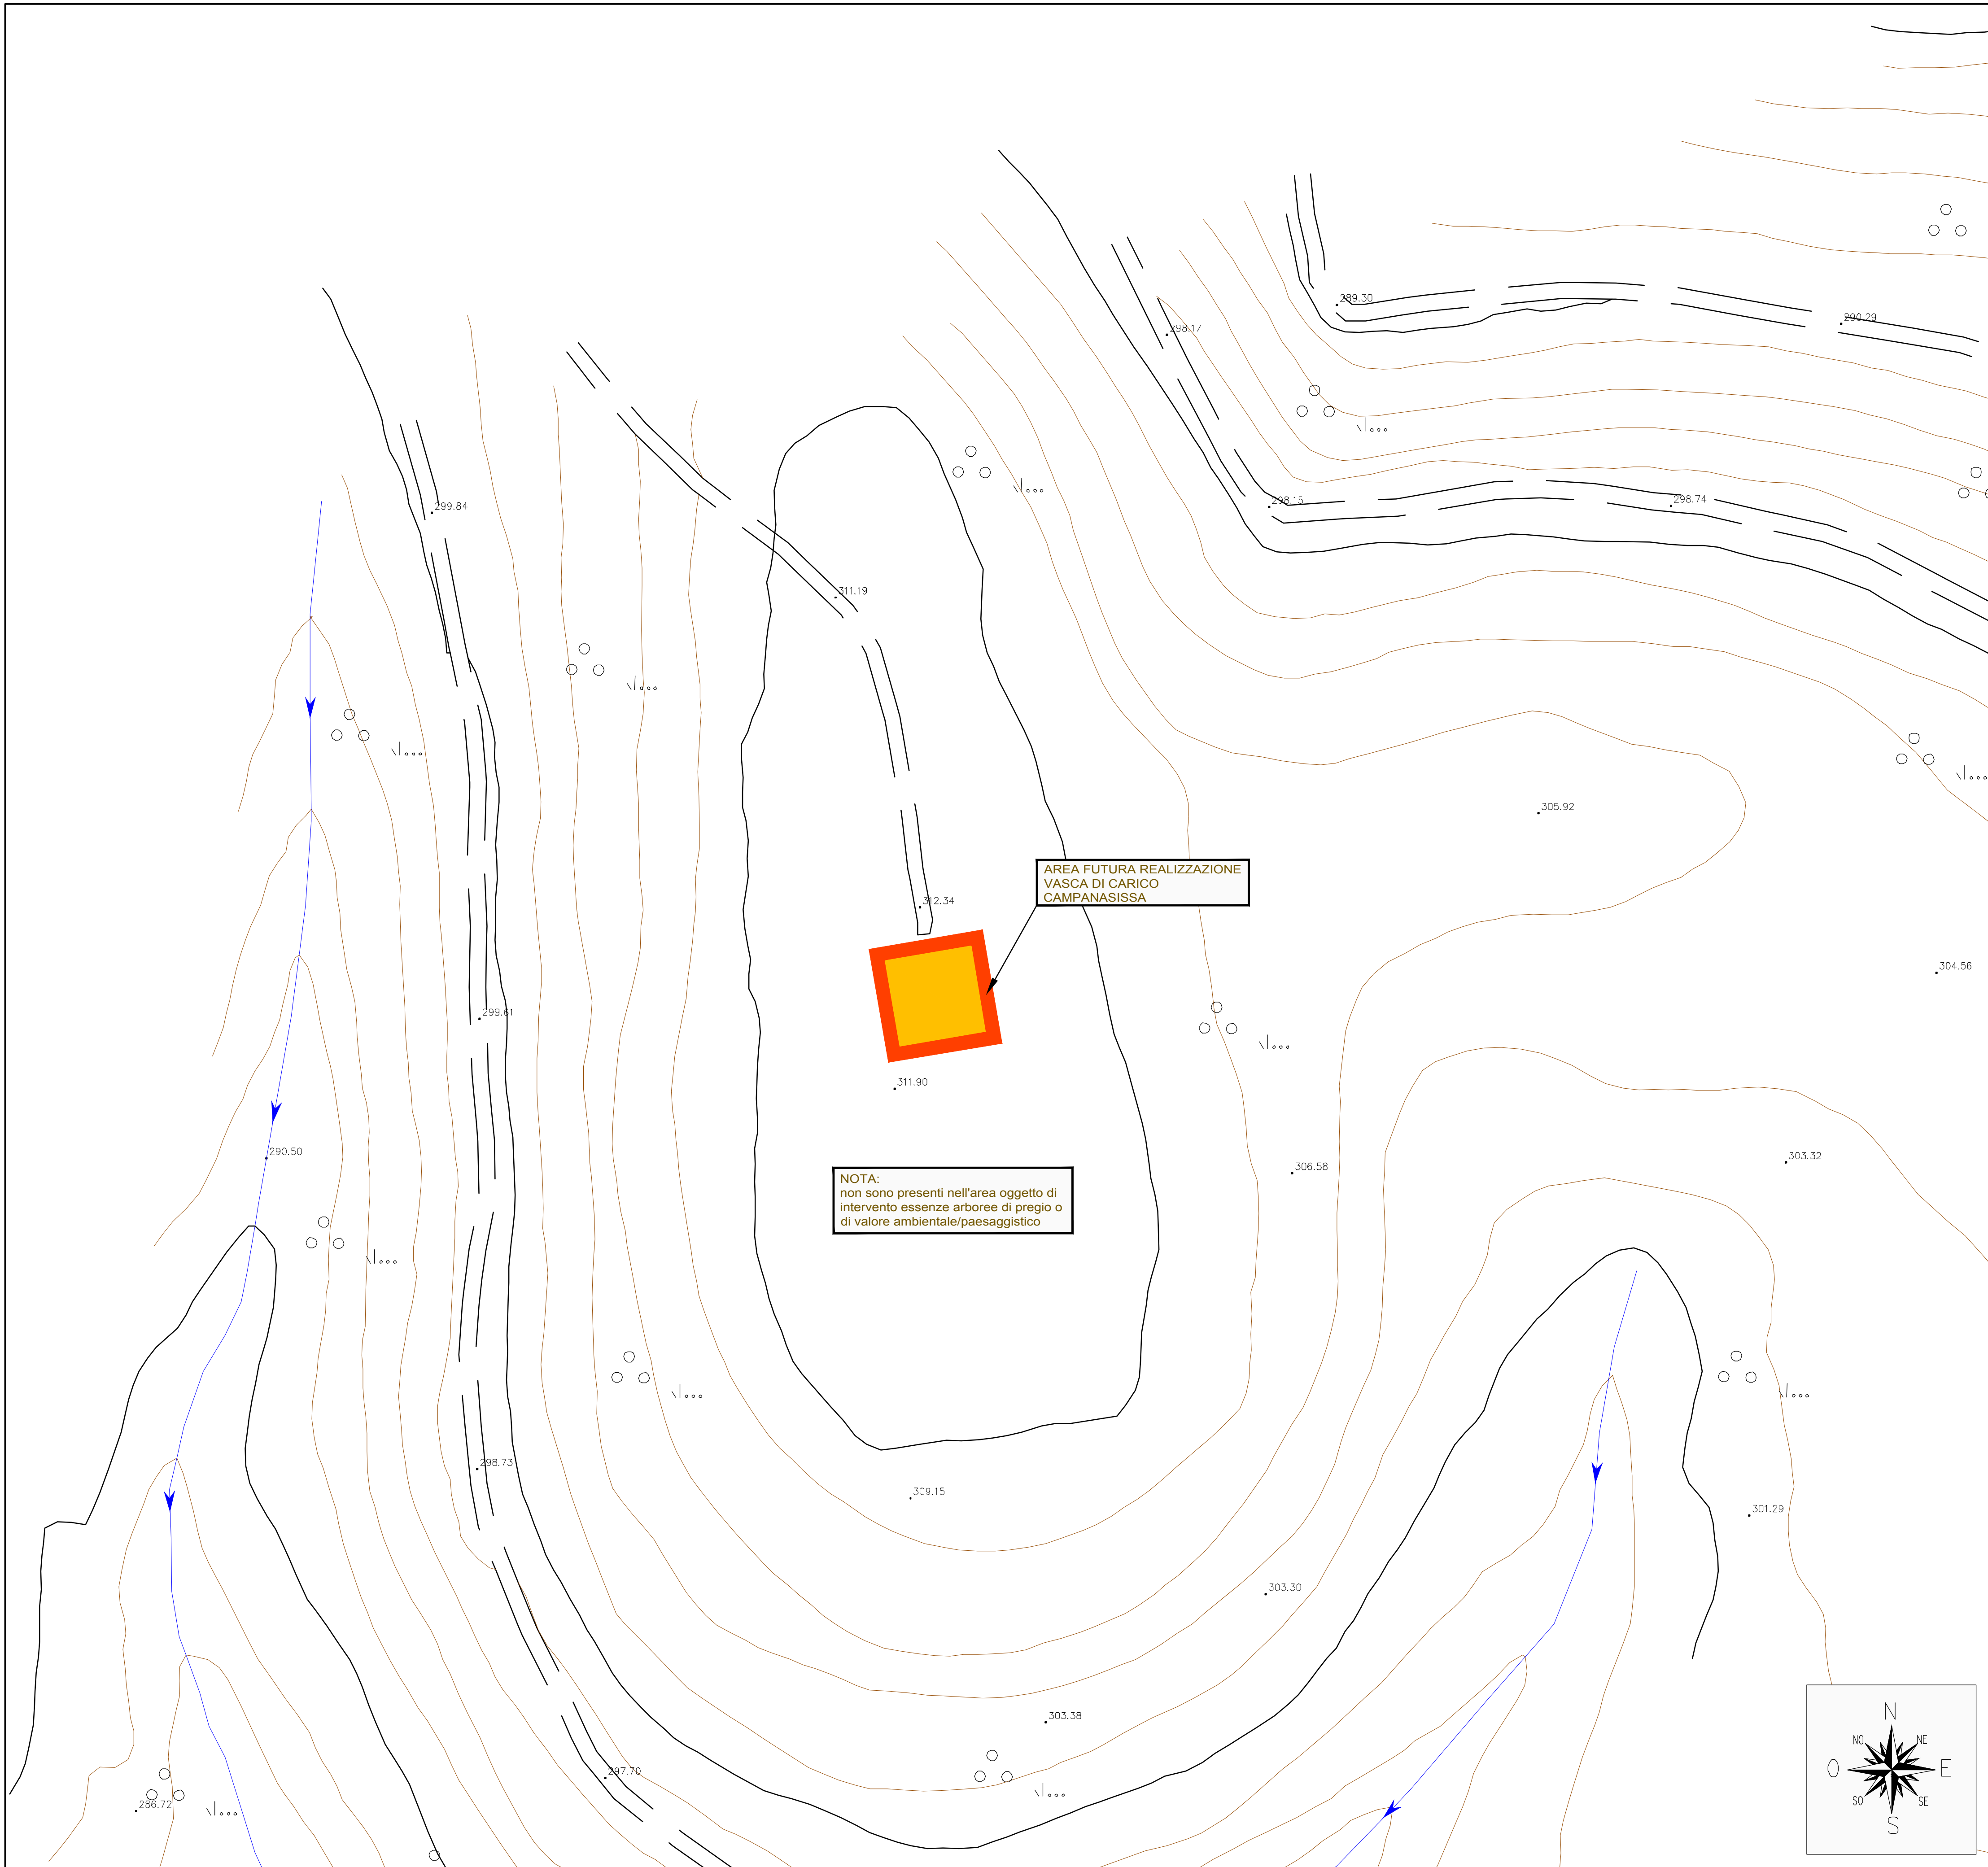 289.30
290.29
298.17
299.84
298.15
298.74
311.19
305.92
AREA FUTURA REALIZZAZIONE
VASCA DI CARICO
CAMPANASISSA
312.34
304.56
299.61
311.90
290.50
303.32
306.58
NOTA:
non sono presenti nell'area oggetto di
intervento essenze arboree di pregio o
di valore ambientale/paesaggistico
298.73
309.15
301.29
303.30
303.38
297.70
286.72
N
NO NE
O E
SO SE
S